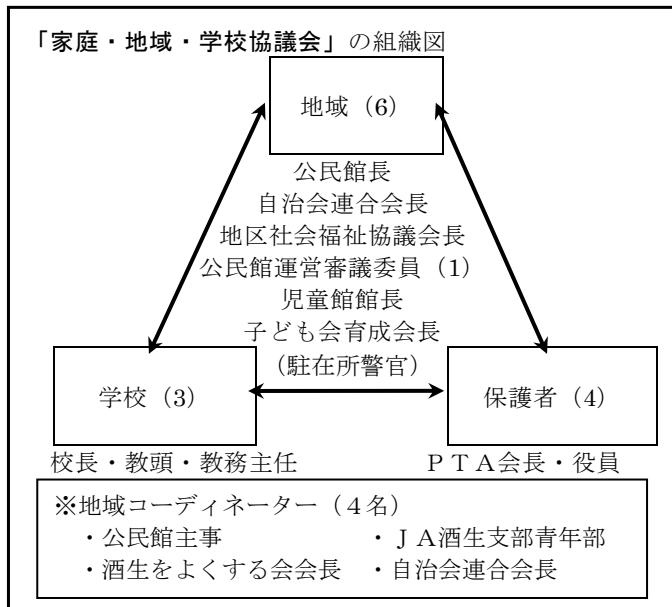 「家庭・地域・学校協議会」の組織図
地域（6）
公民館長
自治会連合会長
地区社会福祉協議会長
公民館運営審議委員（1）
児童館館長
子ども会育成会長
（駐在所警官）
学校（3）
保護者（4）
校長・教頭・教務主任
ＰＴＡ会長・役員
※地域コーディネーター（４名）
・公民館主事　・ＪＡ酒生支部青年部
・酒生をよくする会会長　・自治会連合会長